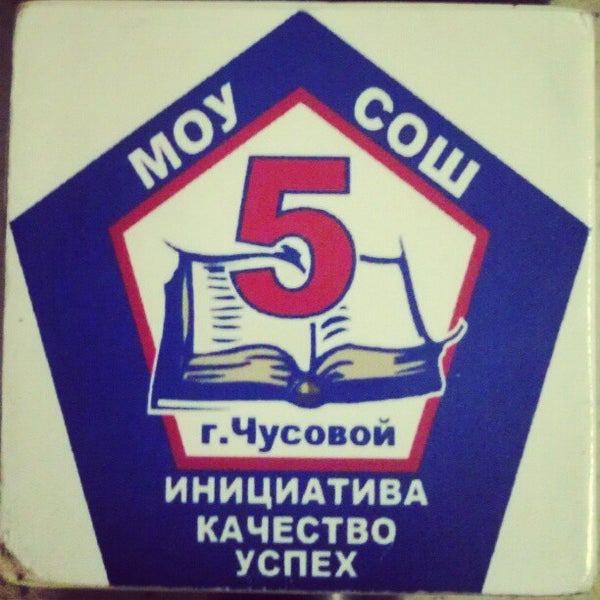 МОУ СОШ
5
г.Чусовой
ИНИЦИАТИВА
КАЧЕСТВО
УСПЕХ